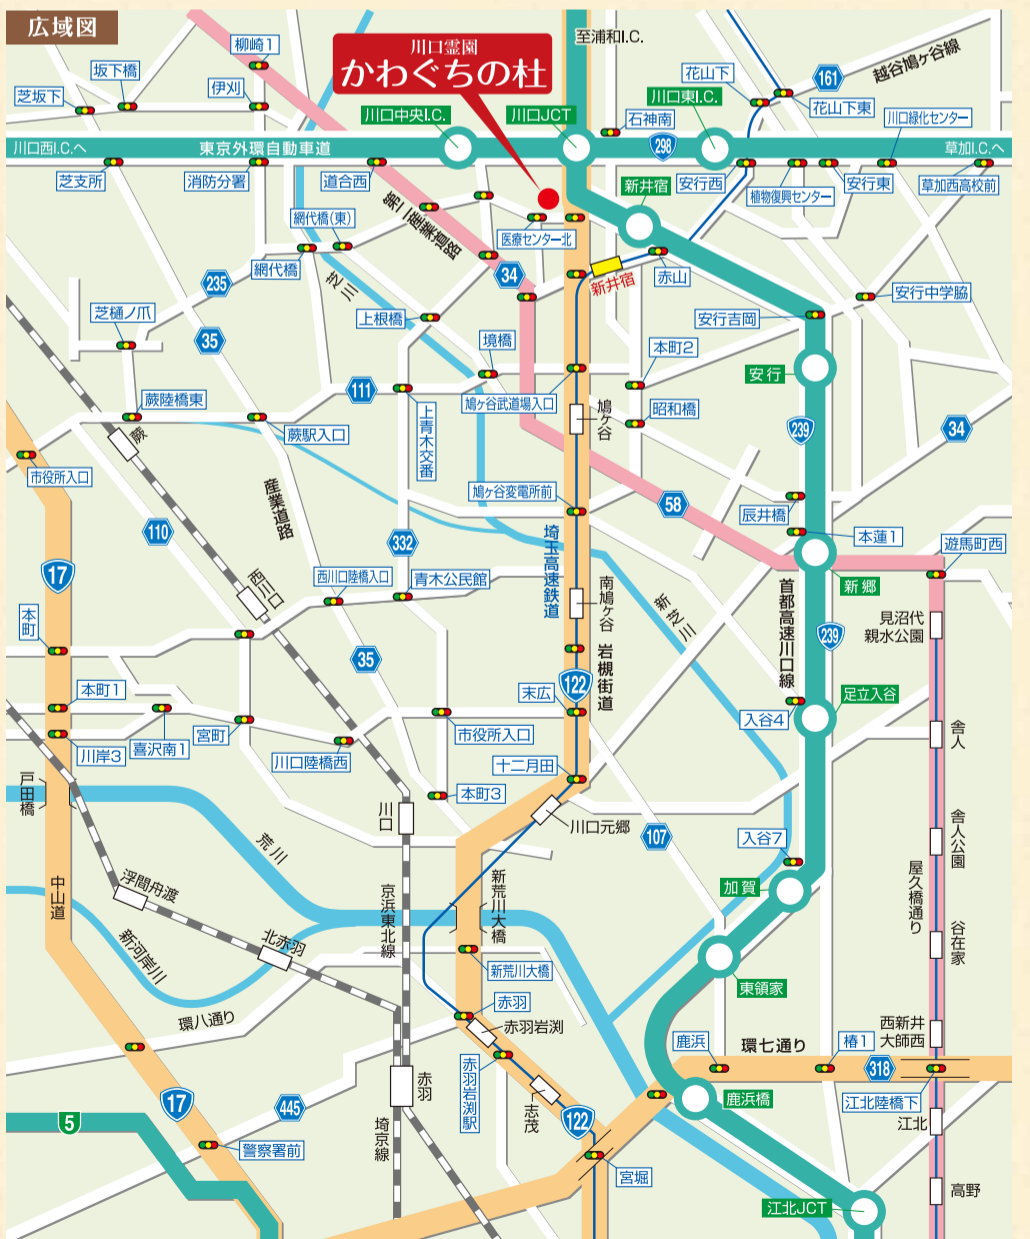 広域図
柳崎1
坂下橋
芝坂下
伊刈
川口霊園
かわぐちの杜
至浦和I.C.
花山下
161
越谷鳩ヶ谷線
花山下東
川口中央I.C.
川口JCT
川口東I.C.
石神南
川口緑化センター
川口西I.C.へ
東京外環自動車道
298
草加I.C.へ
芝支所
消防分署
道合西
新井宿
安行西
植物復興センター
安行東
草加西高校前
第二産業道路
網代橋(東)
医療センター北
網代橋
芝川
34
新井宿
赤山
235
安行中学脇
芝樋ノ爪
上根橋
安行吉岡
35
境橋
本町2
安行
111
蕨陸橋東
上青木交番
鳩ヶ谷武道場入口
鳩ヶ谷
昭和橋
239
34
蕨
蕨駅入口
市役所入口
産業道路
鳩ヶ谷変電所前
58
辰井橋
110
332
埼玉高速鉄道
本蓮1
遊馬町西
17
西川口
西川口陸橋入口
青木公民館
南鳩ヶ谷
新芝川
首都高速川口線
新郷
見沼代
親水公園
本町
35
岩槻街道
239
122
足立入谷
本町1
末広
入谷4
川岸3
喜沢南1
宮町
川口陸橋西
市役所入口
舎人
戸田橋
十二月田
本町3
川口
川口元郷
107
入谷7
舎人公園
荒川
加賀
屋久橋通り
中山道
浮間舟渡
京浜東北線
新荒川大橋
谷在家
新河岸川
北赤羽
新荒川大橋
東領家
環八通り
赤羽
赤羽岩渕
鹿浜
環七通り
椿1
西新井
大師西
318
17
赤羽
赤羽岩渕駅
鹿浜橋
江北陸橋下
5
445
埼京線
志茂
122
江北
警察署前
宮堀
高野
江北JCT